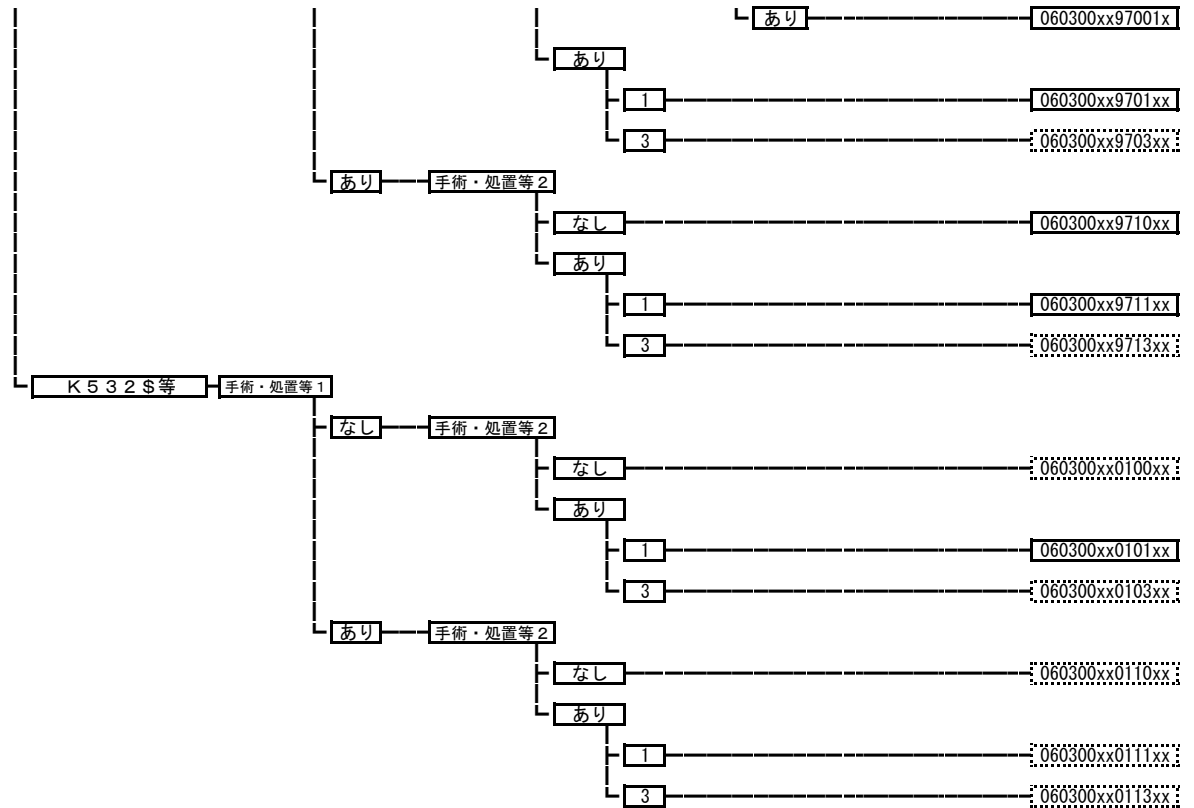 あり 060300xx97001x
あり
1 060300xx9701xx
3 060300xx9703xx
あり 手術・処置等2
なし 060300xx9710xx
あり
1 060300xx9711xx
3 060300xx9713xx
K532$等 手術・処置等1
なし 手術・処置等2
なし 060300xx0100xx
あり
1 060300xx0101xx
3 060300xx0103xx
あり 手術・処置等2
なし 060300xx0110xx
あり
1 060300xx0111xx
3 060300xx0113xx